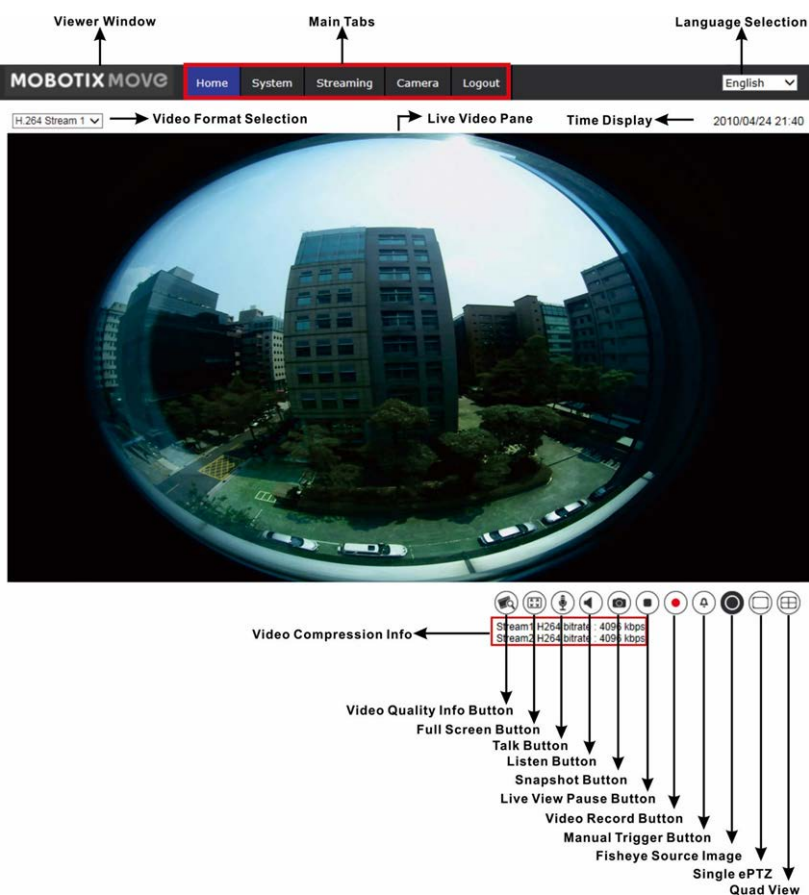 Viewer Window
Main Tabs
Language Selection
MOBOTIX MOVE
Home System Streaming Camera Logout
English
H.264 Stream 1
Video Format Selection
Live Video Pane
Time Display
2010/04/24 21:40
Video Compression Info
Stream1 H264 bitrate : 4096 kbps
Stream2 H264 bitrate : 4096 kbps
Video Quality Info Button
Full Screen Button
Talk Button
Listen Button
Snapshot Button
Live View Pause Button
Video Record Button
Manual Trigger Button
Fisheye Source Image
Single ePTZ
Quad View